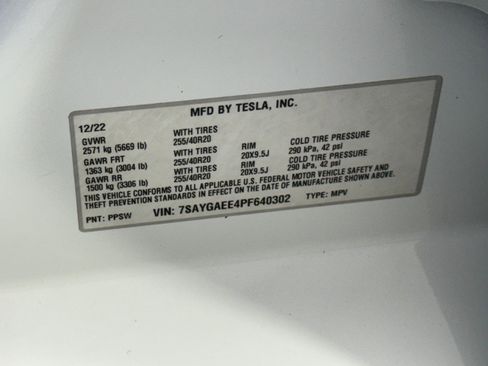 MFD BY TESLA, INC.
12/22
GVWR WITH TIRES
2571 kg (5669 lb) 255/40R20 RIM COLD TIRE PRESSURE
GAWR FRT WITH TIRES 20X9.5J 290 kPa, 42 psi
1363 kg (3004 lb) 255/40R20 RIM COLD TIRE PRESSURE
GAWR RR WITH TIRES 20X9.5J 290 kPa, 42 psi
1500 kg (3306 lb) 255/40R20
THIS VEHICLE CONFORMS TO ALL APPLICABLE U.S. FEDERAL MOTOR VEHICLE SAFETY AND
THEFT PREVENTION STANDARDS IN EFFECT ON THE DATE OF MANUFACTURE SHOWN ABOVE.
PNT: PPSW VIN: 7SAYGAEE4PF640302 TYPE: MPV